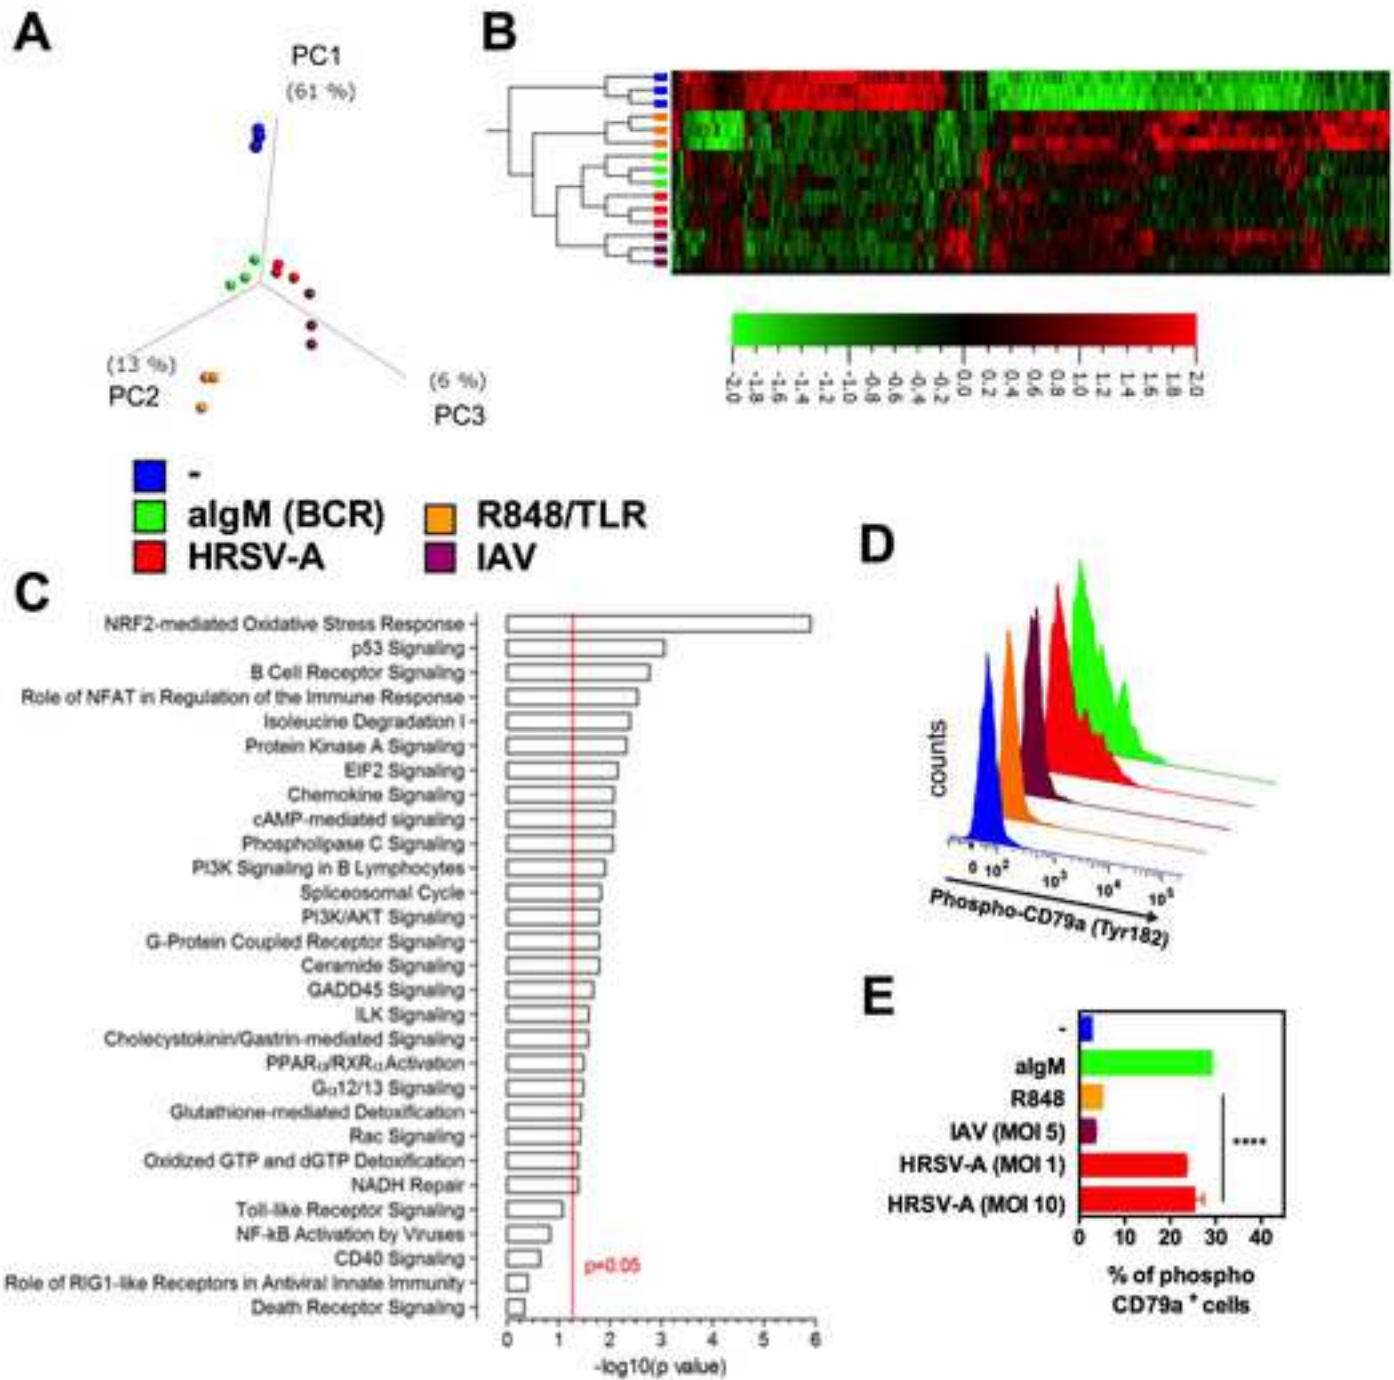 A
PC1
(61 %)
(13 %)
PC2
(6 %)
PC3
B
-2.0
-1.8
-1.6
-1.4
-1.2
-1.0
-0.8
-0.6
-0.4
-0.2
0.0
0.2
0.4
0.6
0.8
1.0
1.2
1.4
1.6
1.8
2.0
-
aIgM (BCR)
R848/TLR
HRSV-A
IAV
C
NRF2-mediated Oxidative Stress Response
p53 Signaling
B Cell Receptor Signaling
Role of NFAT in Regulation of the Immune Response
Isoleucine Degradation I
Protein Kinase A Signaling
EIF2 Signaling
Chemokine Signaling
cAMP-mediated signaling
Phospholipase C Signaling
PI3K Signaling in B Lymphocytes
Spliceosomal Cycle
PI3K/AKT Signaling
G-Protein Coupled Receptor Signaling
Ceramide Signaling
GADD45 Signaling
ILK Signaling
Cholecystokinin/Gastrin-mediated Signaling
PPARα/RXRα Activation
Gα12/13 Signaling
Glutathione-mediated Detoxification
Rac Signaling
Oxidized GTP and dGTP Detoxification
NADH Repair
Toll-like Receptor Signaling
NF-kB Activation by Viruses
CD40 Signaling
Role of RIG1-like Receptors in Antiviral Innate Immunity
Death Receptor Signaling
p=0.05
0 1 2 3 4 5 6
-log10(p value)
D
counts
0 10² 10³ 10⁴ 10⁵
Phospho-CD79a (Tyr182)
E
-
aIgM
R848
IAV (MOI 5)
HRSV-A (MOI 1)
HRSV-A (MOI 10)
****
0 10 20 30 40
% of phospho
CD79a ⁺ cells